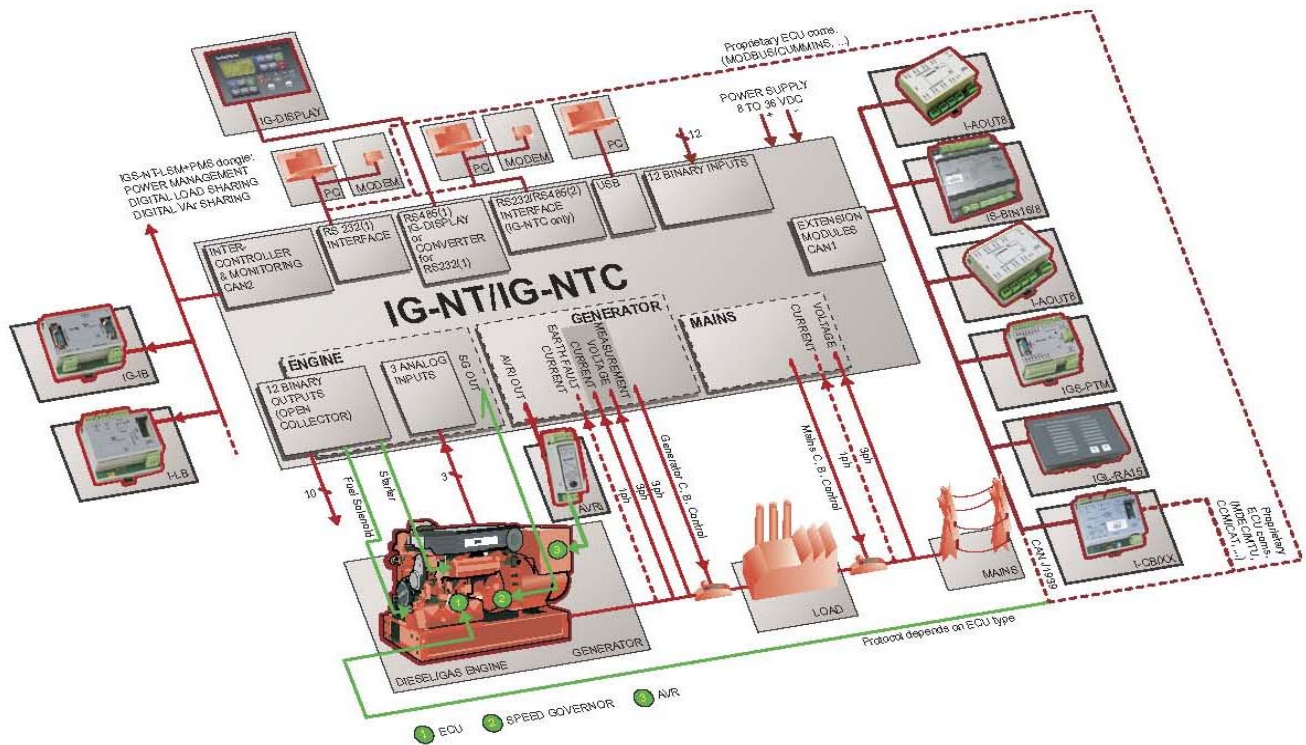 Proprietary ECU coms.
(MODBUS/CUMMINS, ...)
IG-DISPLAY
POWER SUPPLY
8 TO 36 VDC
+
-
12
I-AOUT8
IGS-NT-LSM+PMS dongle:
POWER MANAGEMENT
DIGITAL LOAD SHARING
DIGITAL VAr SHARING
PC
MODEM
PC
MODEM
PC
INTER-
CONTROLLER
& MONITORING
CAN2
RS 232(1)
INTERFACE
RS485(1)
IG-DISPLAY
or
CONVERTER
for
RS232(1)
RS232/RS485(2)
INTERFACE
(IG-NTC only)
USB
12 BINARY INPUTS
EXTENSION
MODULES
CAN1
IS-BIN16/8
I-AOUT8
IG-NT/IG-NTC
IG-IB
I-LB
ENGINE
12 BINARY
OUTPUTS
(OPEN
COLLECTOR)
3 ANALOG
INPUTS
SG OUT
GENERATOR
AVRi OUT
EARTH FAULT
CURRENT
CURRENT
VOLTAGE
MEASUREMENT
MAINS
CURRENT
VOLTAGE
IGS-PTM
IGL-RA15
I-CB/XX
10
Fuel Solenoid
Starter
3
AVRi
1ph
3ph
3ph
Generator C. B. Control
Mains C. B. Control
1ph
3ph
Proprietary
ECU coms.
(MDEC/MTU,
CCM/CAT, ...)
CAN J1939
1
2
3
DIESEL/GAS ENGINE
GENERATOR
LOAD
MAINS
Protocol depends on ECU type
1 ECU
2 SPEED GOVERNOR
3 AVR